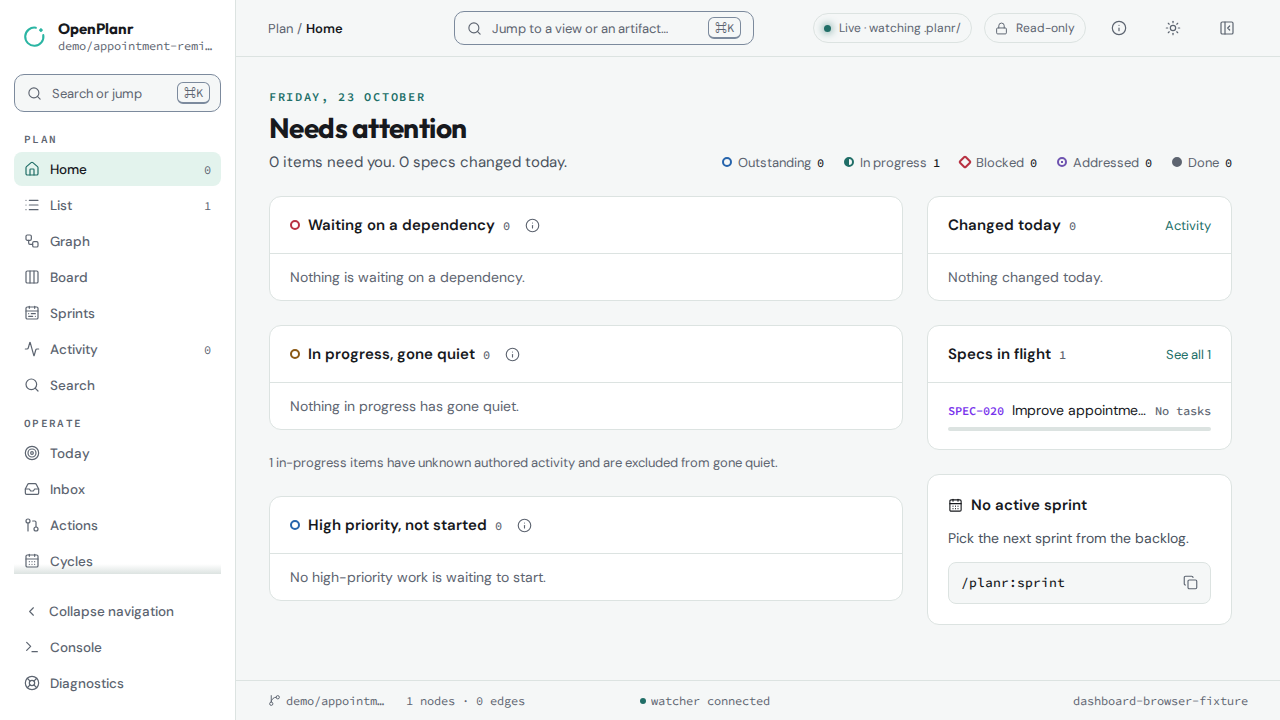 OpenPlanr
demo/appointment-remi…
Search or jump ⌘K
PLAN
Home 0
List 1
Graph
Board
Sprints
Activity 0
Search
OPERATE
Today
Inbox
Actions
Cycles
Collapse navigation
Console
Diagnostics
Plan / Home
Jump to a view or an artifact… ⌘K
Live · watching .planr/
Read-only
FRIDAY, 23 OCTOBER
Needs attention
0 items need you. 0 specs changed today.
Outstanding 0 In progress 1 Blocked 0 Addressed 0 Done 0
Waiting on a dependency 0
Nothing is waiting on a dependency.
In progress, gone quiet 0
Nothing in progress has gone quiet.
1 in-progress items have unknown authored activity and are excluded from gone quiet.
High priority, not started 0
No high-priority work is waiting to start.
Changed today 0 Activity
Nothing changed today.
Specs in flight 1 See all 1
SPEC-020 Improve appointme… No tasks
No active sprint
Pick the next sprint from the backlog.
/planr:sprint
demo/appointm… 1 nodes · 0 edges
watcher connected
dashboard-browser-fixture